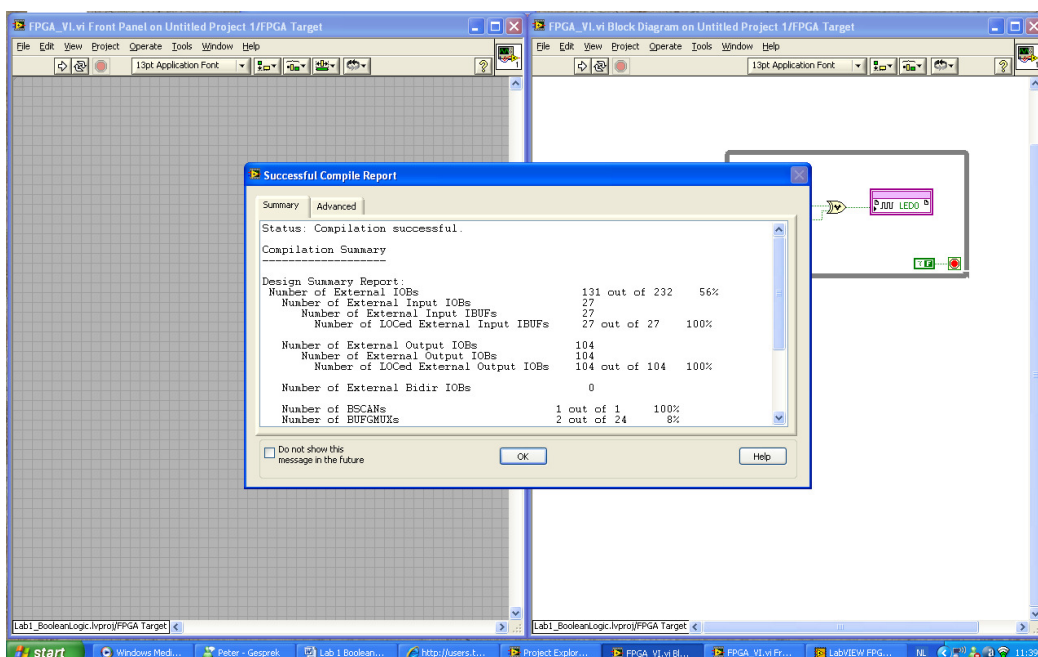 FPGA_VI.vi Front Panel on Untitled Project 1/FPGA Target
File Edit View Project Operate Tools Window Help
13pt Application Font
FPGA_VI.vi Block Diagram on Untitled Project 1/FPGA Target
File Edit View Project Operate Tools Window Help
13pt Application Font
LED0
F
Successful Compile Report
Summary
Advanced
Status: Compilation successful.
Compilation Summary
-------------------
Design Summary Report:
Number of External IOBs 131 out of 232 56%
Number of External Input IOBs 27
Number of External Input IBUFs 27
Number of LOCed External Input IBUFs 27 out of 27 100%
Number of External Output IOBs 104
Number of External Output IOBs 104
Number of LOCed External Output IOBs 104 out of 104 100%
Number of External Bidir IOBs 0
Number of BSCANs 1 out of 1 100%
Number of BUFGMUXs 2 out of 24 8%
Do not show this
message in the future
OK
Help
Lab1_BooleanLogic.lvproj/FPGA Target
Lab1_BooleanLogic.lvproj/FPGA Target
start
Windows Medi...
Peter - Gesprek
Lab 1 Boolean...
http://users.t...
Project Explor...
FPGA_VI.vi Bl...
FPGA_VI.vi Fr...
LabVIEW FPG...
NL
11:39